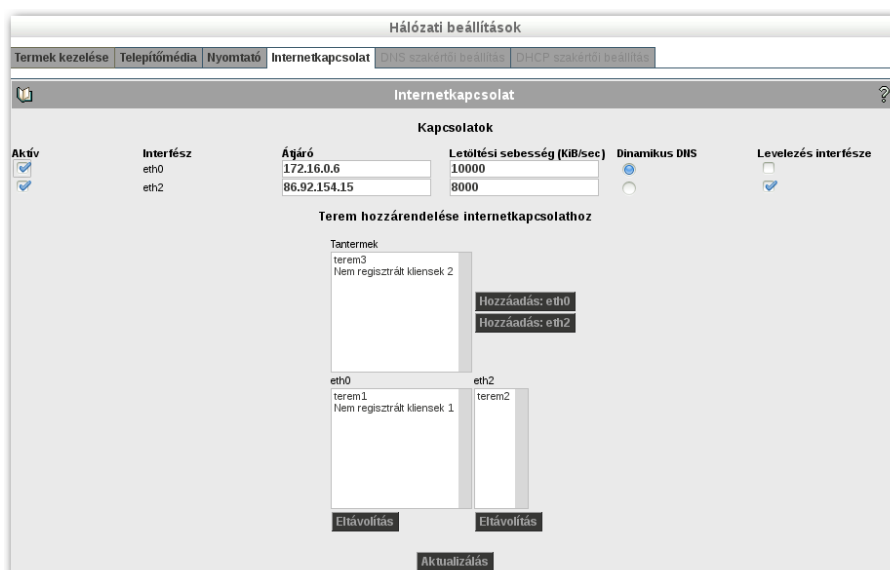 Hálózati beállítások
Termek kezelése Telepítőmédia Nyomtató Internetkapcsolat DNS szakértői beállítás DHCP szakértői beállítás
Internetkapcsolat ?
Kapcsolatok
Aktív Interfész Átjáró Letöltési sebesség (KiB/sec) Dinamikus DNS Levelezés interfésze
eth0 172.16.0.6 10000
eth2 86.92.154.15 8000
Terem hozzárendelése internetkapcsolathoz
Tantermek
terem3
Nem regisztrált kliensek 2
Hozzáadás: eth0
Hozzáadás: eth2
eth0 eth2
terem1 terem2
Nem regisztrált kliensek 1
Eltávolítás Eltávolítás
Aktualizálás